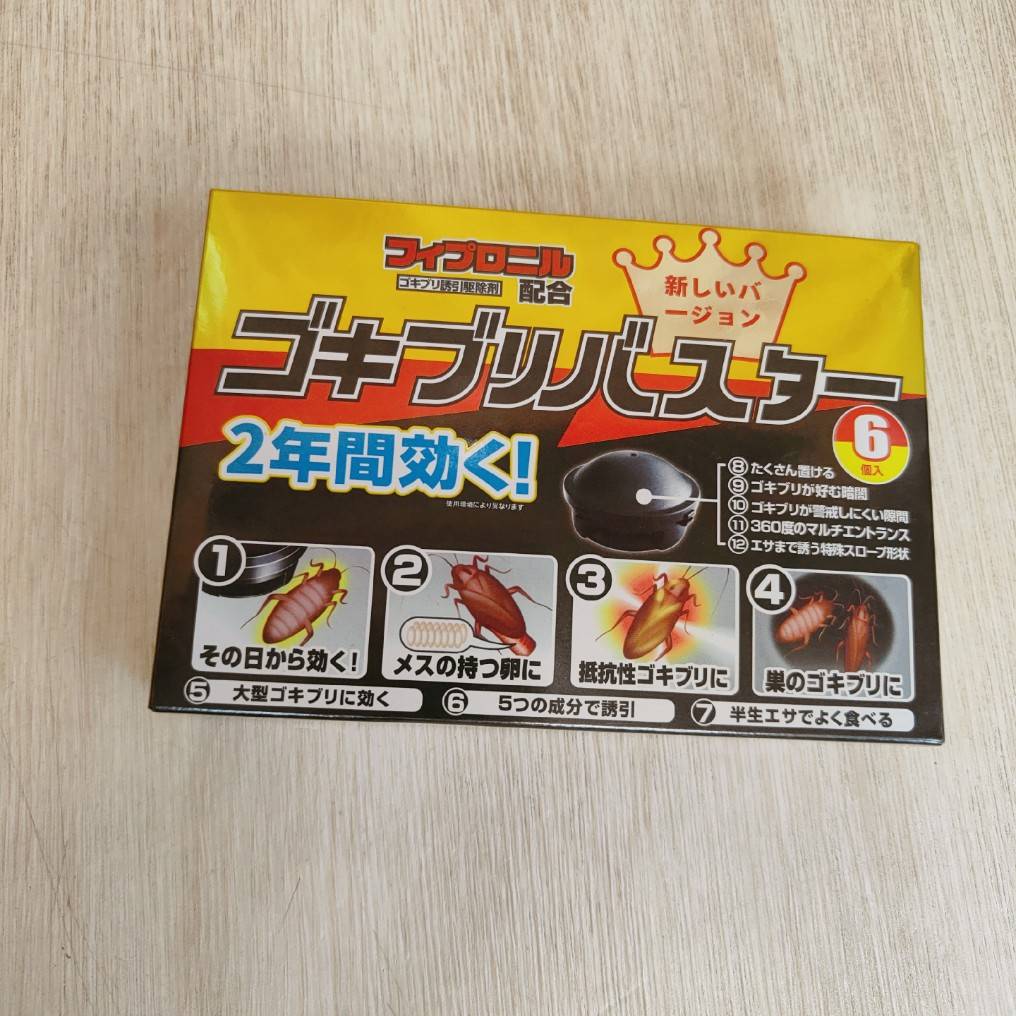 フィプロニル
ゴキブリ誘引駆除剤
配合
新しいバ
ージョン
ゴキブリバスター
2年間効く!
使用環境により異なります
6
個入
⑧ たくさん置ける
⑨ ゴキブリが好む暗闇
⑩ ゴキブリが警戒しにくい隙間
⑪ 360度のマルチエントランス
⑫ エサまで誘う特殊スロープ形状
1
その日から効く!
2
メスの持つ卵に
3
抵抗性ゴキブリに
4
巣のゴキブリに
⑤ 大型ゴキブリに効く
⑥ 5つの成分で誘引
⑦ 半生エサでよく食べる